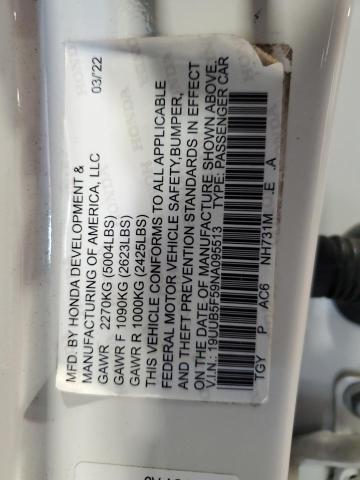 MFD. BY HONDA DEVELOPMENT &
MANUFACTURING OF AMERICA, LLC 03/'22
GAWR 2270KG (5004LBS)
GAWR F 1090KG (2623LBS)
GAWR R 1000KG (2425LBS)
THIS VEHICLE CONFORMS TO ALL APPLICABLE
FEDERAL MOTOR VEHICLE SAFETY,BUMPER,
AND THEFT PREVENTION STANDARDS IN EFFECT
ON THE DATE OF MANUFACTURE SHOWN ABOVE.
V.I.N.: 19UUB5F59NA095513 TYPE: PASSENGER CAR
TGY P AC6 NH731M .E .A